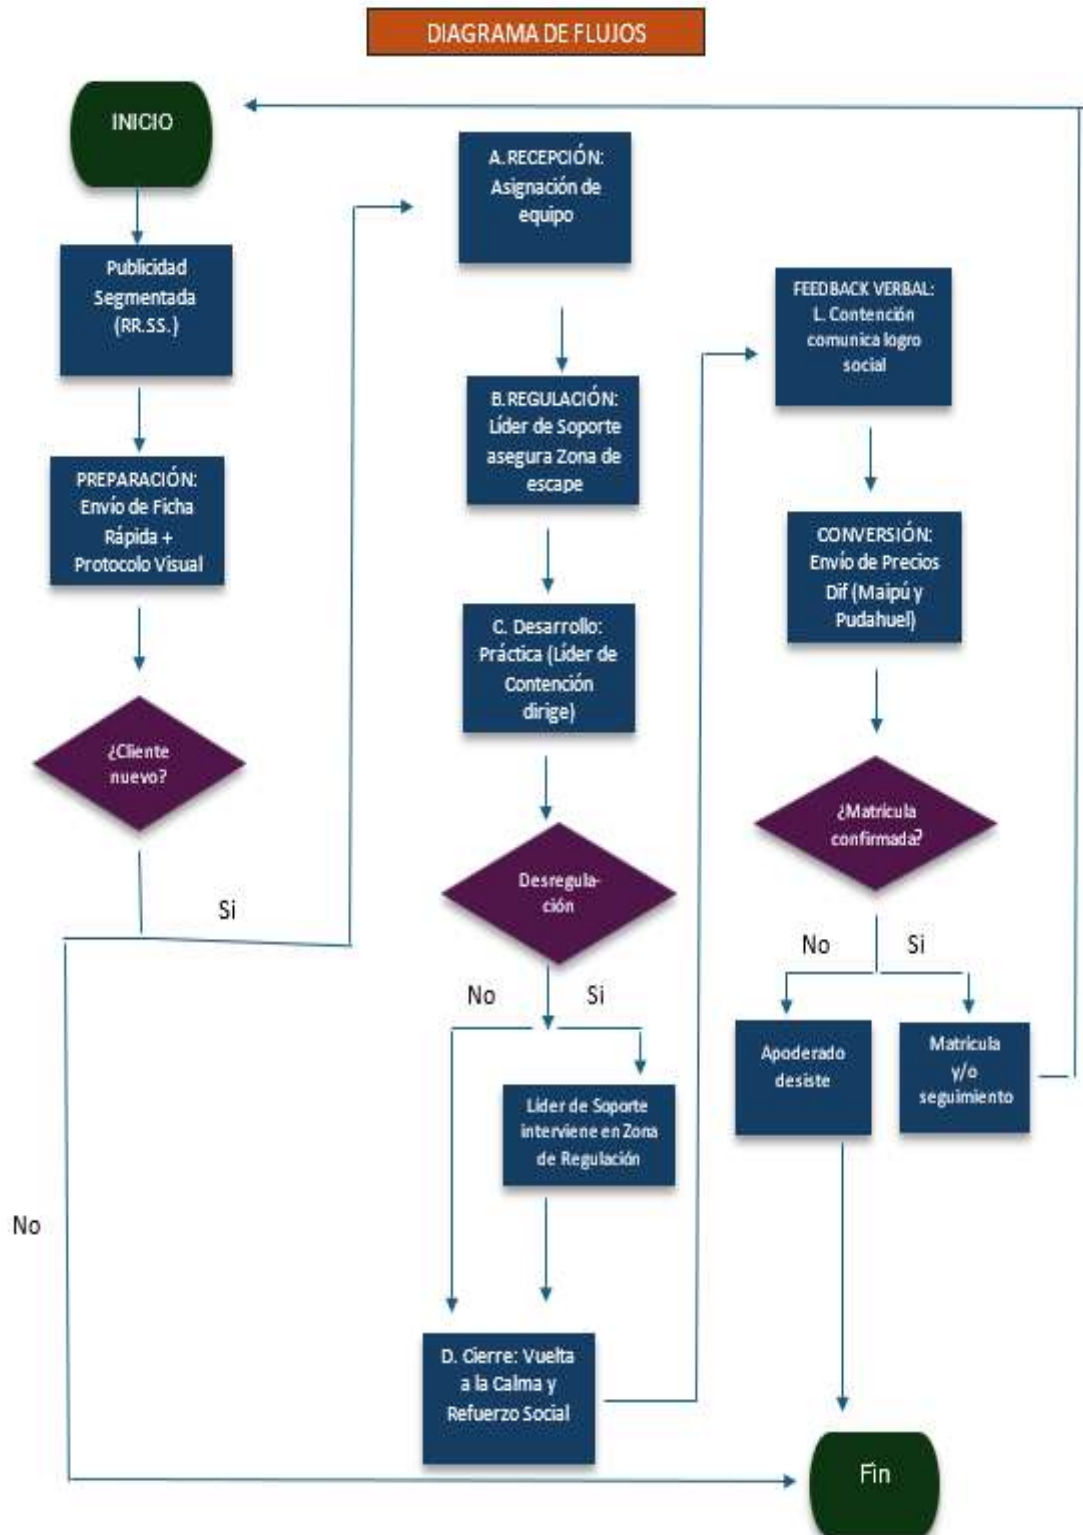 DIAGRAMA DE FLUJOS
INICIO
Publicidad
Segmentada
(RR.SS.)
PREPARACIÓN:
Envío de Ficha
Rápida +
Protocolo Visual
¿Cliente
nuevo?
Si
No
A. RECEPCIÓN:
Asignación de
equipo
B. REGULACIÓN:
Líder de Soporte
asegura Zona de
escape
C. Desarrollo:
Práctica (Líder de
Contención
dirige)
Desregula-
ción
No
Si
Líder de Soporte
interviene en Zona
de Regulación
D. Cierre: Vuelta
a la Calma y
Refuerzo Social
FEEDBACK VERBAL:
L. Contención
comunica logro
social
CONVERSIÓN:
Envío de Precios
Dif (Maipú y
Pudahuel)
¿Matrícula
confirmada?
No
Si
Apoderado
desiste
Matrícula
y/o
seguimiento
Fin